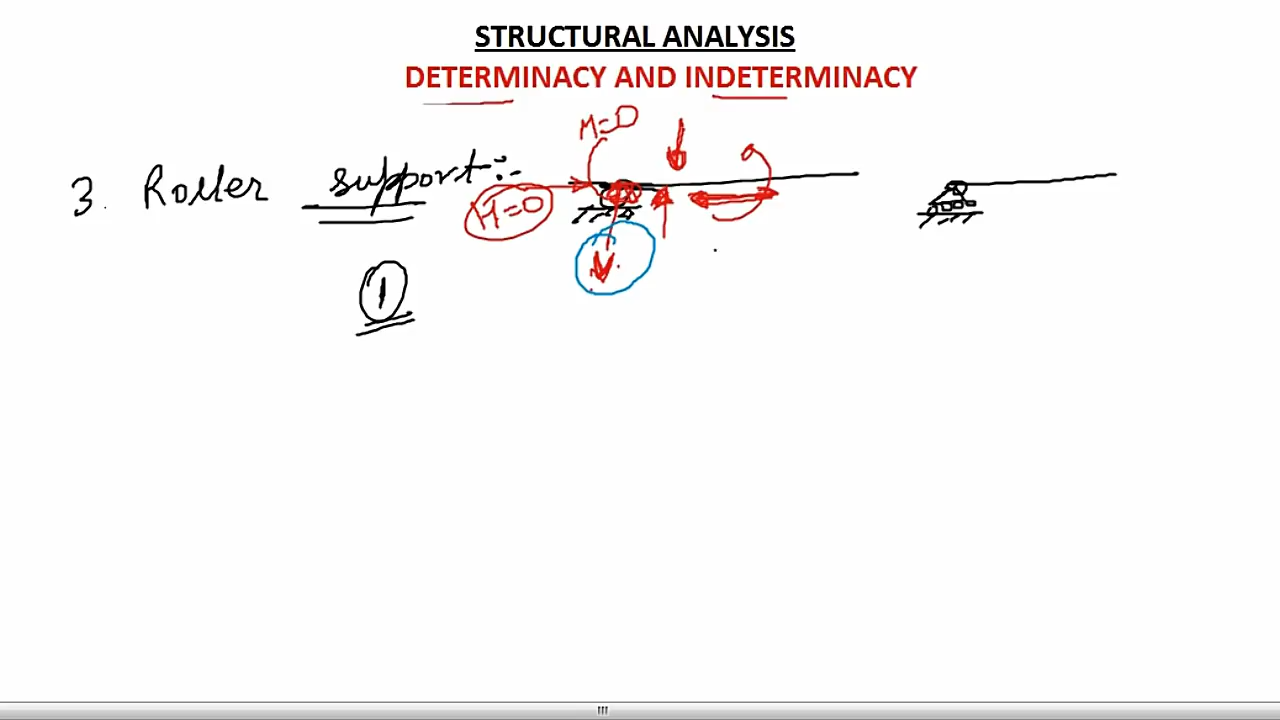 STRUCTURAL ANALYSIS
DETERMINACY AND INDETERMINACY
M=0
3. Roller support:-
H=0
1